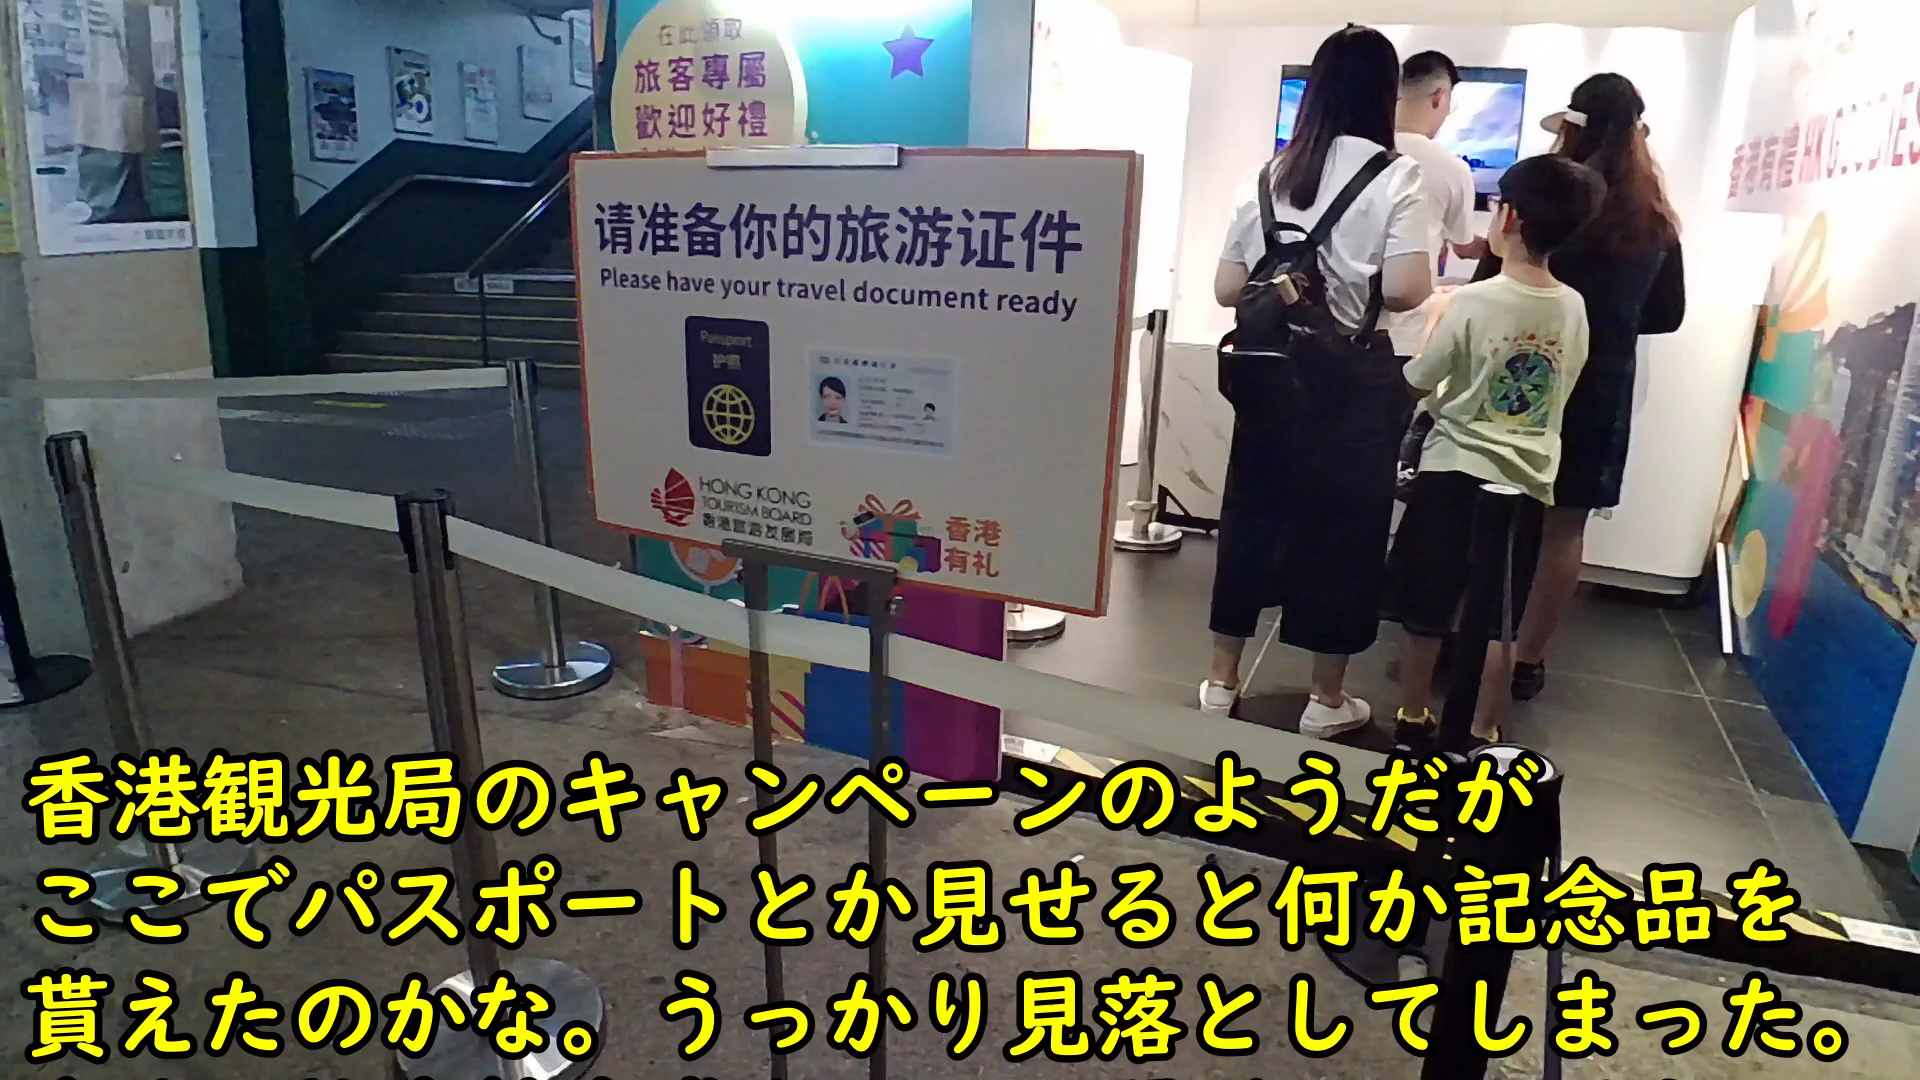 在此領取
旅客專屬
歡迎好禮
请准备你的旅游证件
Please have your travel document ready
Passport
护照
HONG KONG
TOURISM BOARD
香港旅游发展局
香港
有礼
香港有禮 HK GOODIES
香港観光局のキャンペーンのようだが
ここでパスポートとか見せると何か記念品を
貰えたのかな。うっかり見落としてしまった。